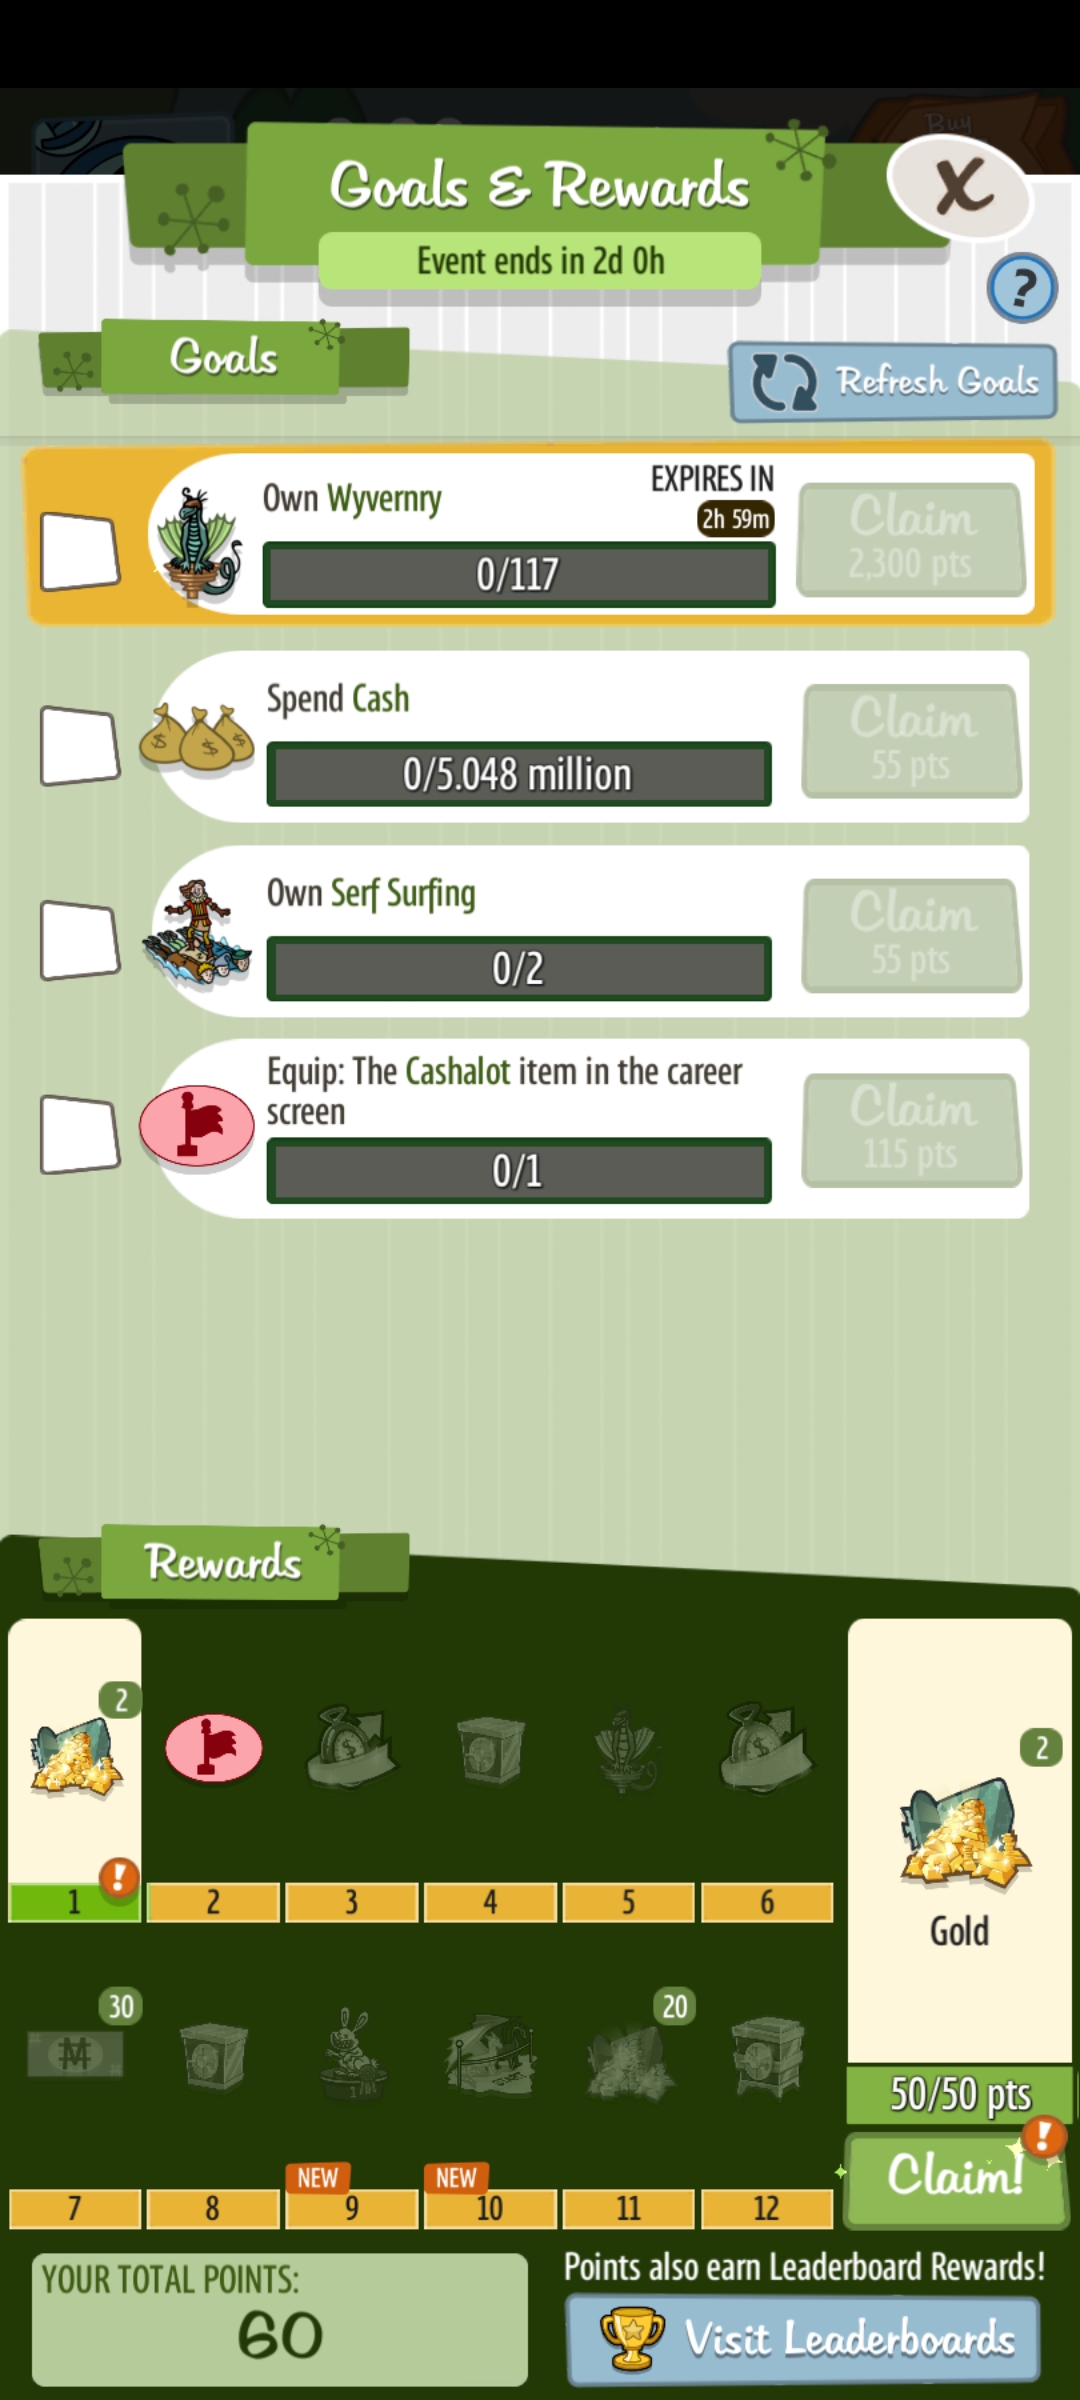 Buy
Goals & Rewards
X
Event ends in 2d 0h
?
Goals
Refresh Goals
Own Wyvernry
EXPIRES IN
2h 59m
0/117
Claim
2,300 pts
Spend Cash
0/5.048 million
Claim
55 pts
Own Serf Surfing
0/2
Claim
55 pts
Equip: The Cashalot item in the career
screen
0/1
Claim
115 pts
Rewards
2
2
Gold
1
2
3
4
5
6
30
20
50/50 pts
Claim!
NEW
NEW
7
8
9
10
11
12
YOUR TOTAL POINTS:
60
Points also earn Leaderboard Rewards!
Visit Leaderboards